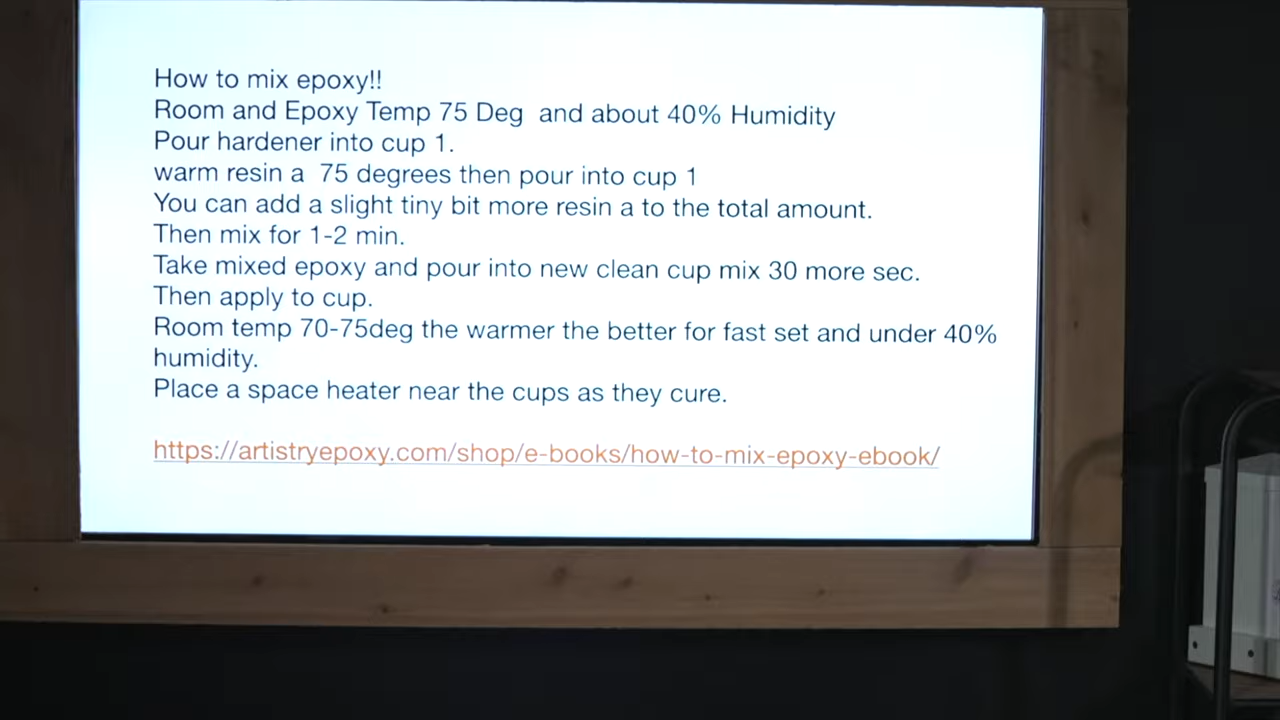 How to mix epoxy!!
Room and Epoxy Temp 75 Deg  and about 40% Humidity
Pour hardener into cup 1.
warm resin a  75 degrees then pour into cup 1
You can add a slight tiny bit more resin a to the total amount.
Then mix for 1-2 min.
Take mixed epoxy and pour into new clean cup mix 30 more sec.
Then apply to cup.
Room temp 70-75deg the warmer the better for fast set and under 40%
humidity.
Place a space heater near the cups as they cure.
https://artistryepoxy.com/shop/e-books/how-to-mix-epoxy-ebook/